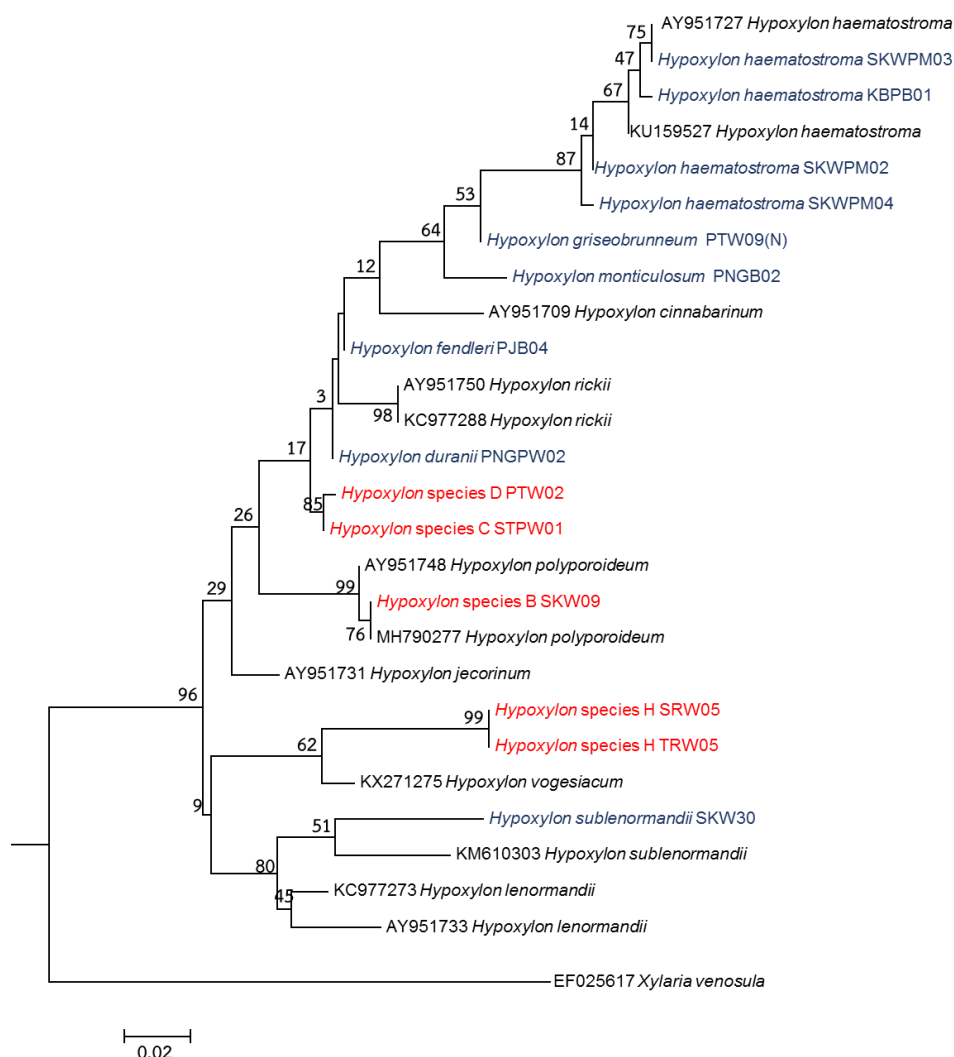 AY951727 Hypoxylon haematostroma
75
Hypoxylon haematostroma SKWPM03
47
67
Hypoxylon haematostroma KBPB01
14
KU159527 Hypoxylon haematostroma
87
Hypoxylon haematostroma SKWPM02
53
Hypoxylon haematostroma SKWPM04
64
Hypoxylon griseobrunneum PTW09(N)
12
Hypoxylon monticulosum PNGB02
AY951709 Hypoxylon cinnabarinum
Hypoxylon fendleri PJB04
AY951750 Hypoxylon rickii
3
98
KC977288 Hypoxylon rickii
17
Hypoxylon duranii PNGPW02
Hypoxylon species D PTW02
85
26
Hypoxylon species C STPW01
AY951748 Hypoxylon polyporoideum
29
99
Hypoxylon species B SKW09
76
MH790277 Hypoxylon polyporoideum
AY951731 Hypoxylon jecorinum
96
Hypoxylon species H SRW05
99
62
Hypoxylon species H TRW05
KX271275 Hypoxylon vogesiacum
9
Hypoxylon sublenormandii SKW30
51
KM610303 Hypoxylon sublenormandii
80
KC977273 Hypoxylon lenormandii
45
AY951733 Hypoxylon lenormandii
EF025617 Xylaria venosula
0.02